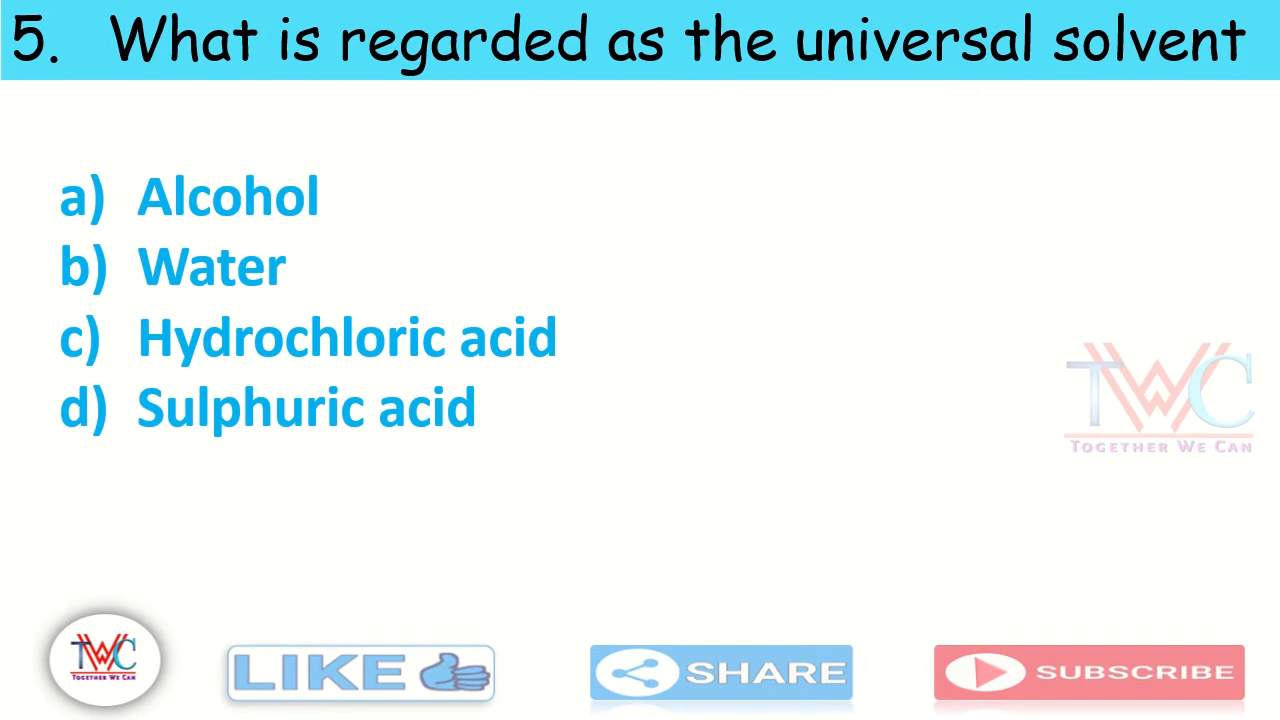 5. What is regarded as the universal solvent
a) Alcohol
b) Water
c) Hydrochloric acid
d) Sulphuric acid
TWC
TOGETHER WE CAN
TWC
TOGETHER WE CAN
LIKE
SHARE
SUBSCRIBE